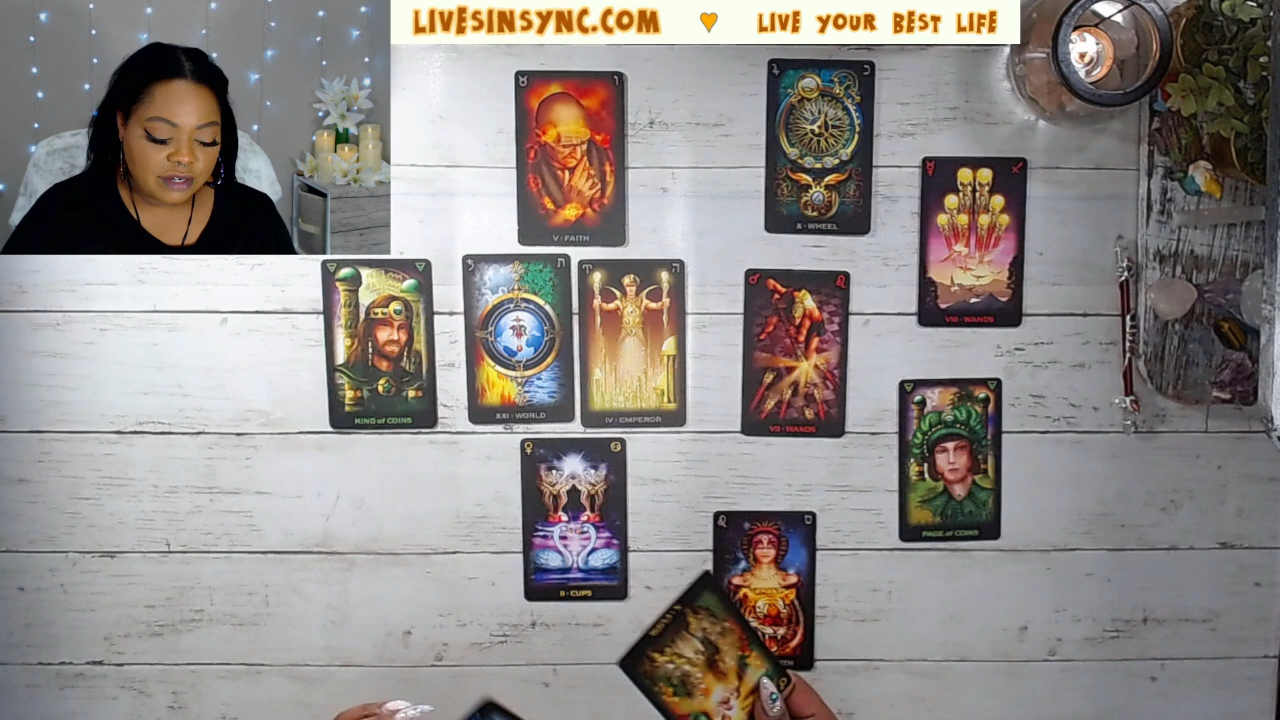 LIVESINSYNC.COM ♥ LIVE YOUR BEST LIFE
V · FAITH
X · WHEEL
VIII · WANDS
KING of COINS
XXI · WORLD
IV · EMPEROR
VII · WANDS
PAGE of COINS
II · CUPS